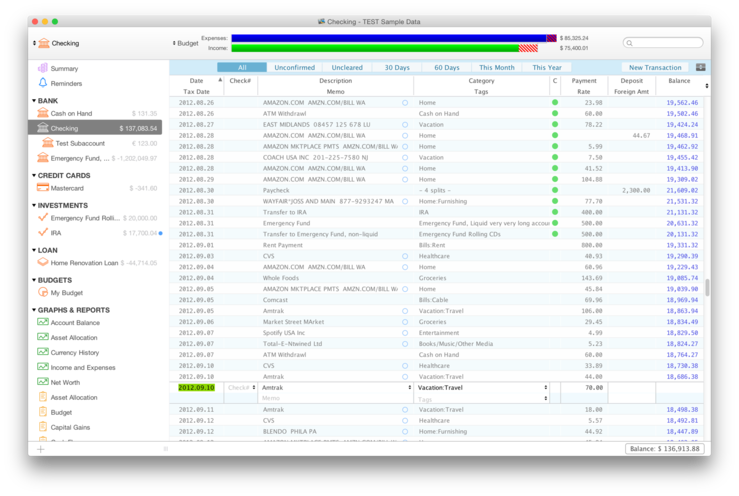 Checking - TEST Sample Data
Checking
Budget
Expenses: $ 85,325.24
Income: $ 75,400.01
Summary
Reminders
BANK
Cash on Hand $ 131.35
Checking $ 137,083.54
Test Subaccount € 123.00
Emergency Fund, ... $ -1,202,046.97
CREDIT CARDS
Mastercard $ -341.60
INVESTMENTS
Emergency Fund Rolli... $ 20,000.00
IRA $ 17,700.04
LOAN
Home Renovation Loan $ -44,714.05
BUDGETS
My Budget
GRAPHS & REPORTS
Account Balance
Asset Allocation
Currency History
Income and Expenses
Net Worth
Asset Allocation
Budget
Capital Gains
All Unconfirmed Uncleared 30 Days 60 Days This Month This Year New Transaction
Date Check# Description Category C Payment Deposit Balance
Tax Date Memo Tags Rate Foreign Amt
2012.08.26 AMAZON.COM AMZN.COM/BILL WA Home 23.98 19,562.46
2012.08.26 ATM Withdrawl Cash on Hand 60.00 19,502.46
2012.08.27 EAST MIDLANDS 08457 125 678 LU Vacation 78.22 19,424.24
2012.08.28 AMAZON.COM AMZN.COM/BILL WA Home 44.67 19,468.91
2012.08.28 AMAZON MKTPLACE PMTS AMZN.COM/BILL WA Home 5.99 19,462.92
2012.08.28 COACH USA INC 201-225-7580 NJ Vacation 7.50 19,455.42
2012.08.28 AMAZON.COM AMZN.COM/BILL WA Home 41.52 19,413.90
2012.08.29 AMAZON.COM AMZN.COM/BILL WA Home 104.88 19,309.02
2012.08.30 Paycheck ~ 4 splits ~ 2,300.00 21,609.02
2012.08.30 WAYFAIR*JOSS AND MAIN 877-9293247 MA Home:Furnishing 77.70 21,531.32
2012.08.31 Transfer to IRA IRA 400.00 21,131.32
2012.08.31 Emergency Fund Emergency Fund, Liquid very very long accou 500.00 20,631.32
2012.08.31 Transfer to Emergency Fund, non-liquid Emergency Fund Rolling CDs 500.00 20,131.32
2012.09.01 Rent Payment Bills:Rent 800.00 19,331.32
2012.09.03 CVS Healthcare 40.93 19,290.39
2012.09.04 AMAZON.COM AMZN.COM/BILL WA Home 60.96 19,229.43
2012.09.04 Whole Foods Groceries 143.69 19,085.74
2012.09.05 AMAZON MKTPLACE PMTS AMZN.COM/BILL WA Home 45.84 19,039.90
2012.09.05 Comcast Bills:Cable 69.96 18,969.94
2012.09.05 Amtrak Vacation:Travel 106.00 18,863.94
2012.09.06 Market Street MArket Groceries 29.45 18,834.49
2012.09.07 Spotify USA Inc Entertainment 4.99 18,829.50
2012.09.07 Total-E-Ntwined Ltd Books/Music/Other Media 5.23 18,824.27
2012.09.07 ATM Withdrawl Cash on Hand 60.00 18,764.27
2012.09.10 CVS Healthcare 33.89 18,730.38
2012.09.10 Amtrak Vacation:Travel 44.00 18,686.38
2012.09.10 Check# Amtrak Vacation:Travel 70.00
Memo Tags
2012.09.11 Amtrak Vacation:Travel 18.00 18,498.38
2012.09.12 CVS Healthcare 5.57 18,492.81
2012.09.12 BLENDO PHILA PA Home:Furnishing 44.92 18,447.89
Balance: $ 136,913.88